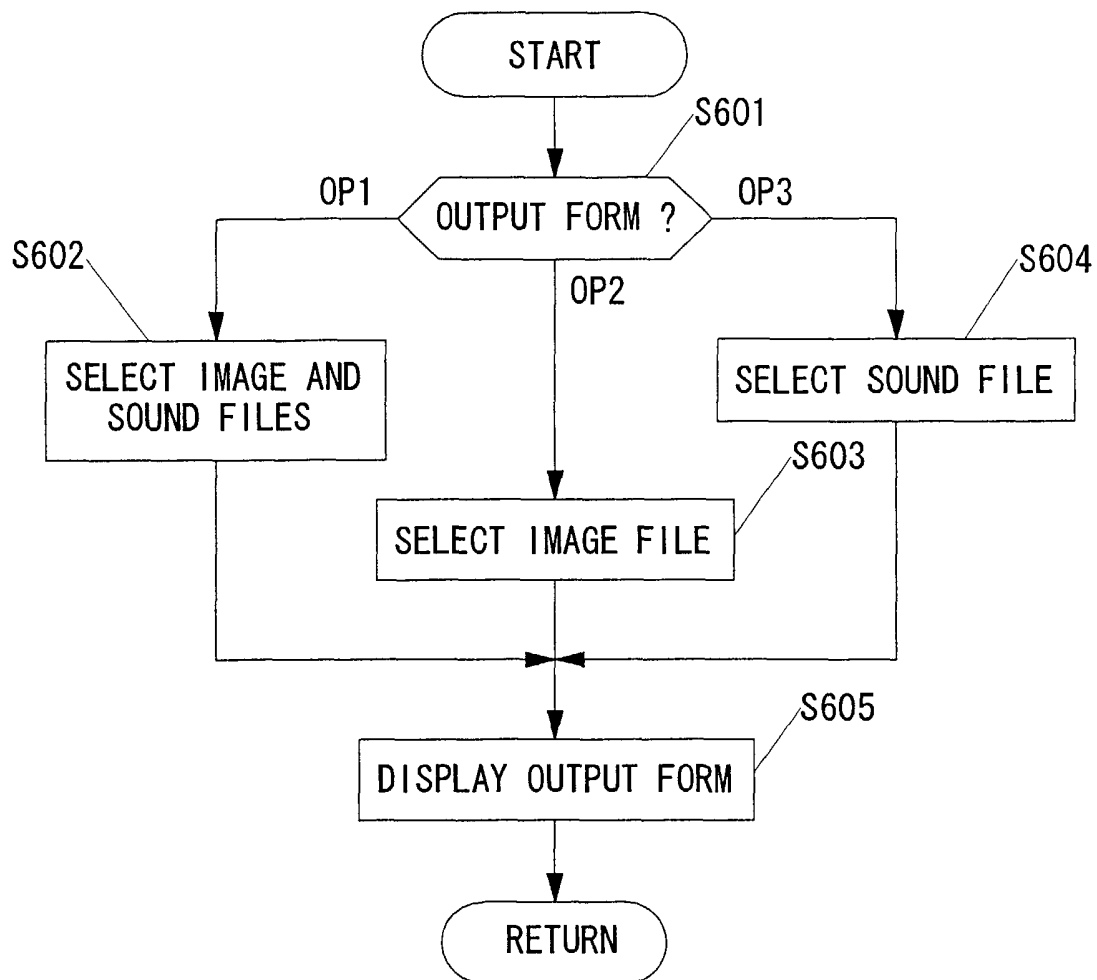 START
S601
OP1
OUTPUT FORM ?
OP3
S602
OP2
S604
SELECT IMAGE AND
SOUND FILES
SELECT SOUND FILE
S603
SELECT IMAGE FILE
S605
DISPLAY OUTPUT FORM
RETURN